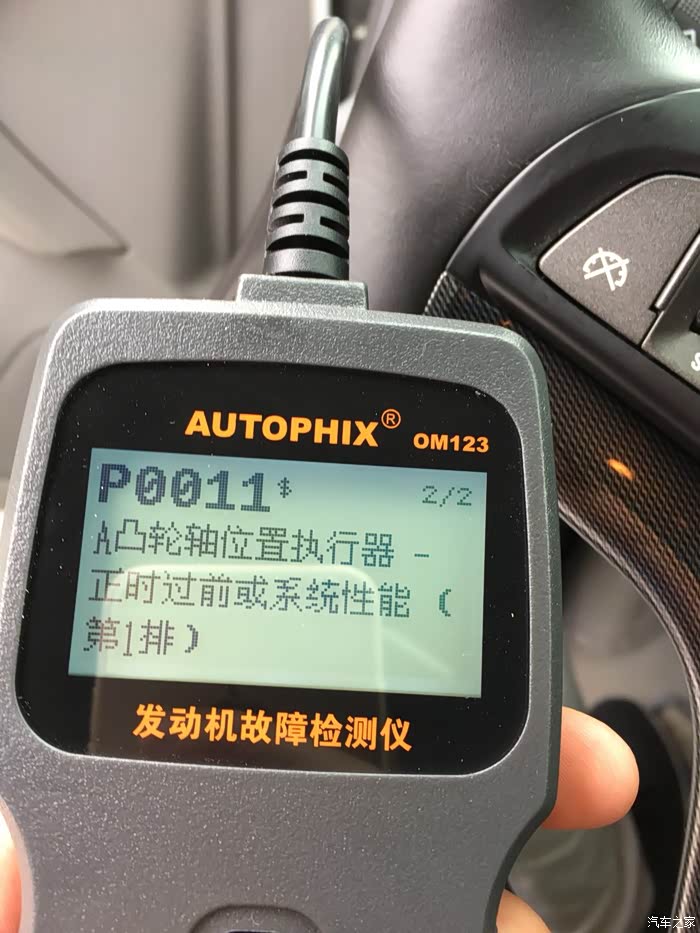 AUTOPHIX® OM123
P0011$ 2/2
A凸轮轴位置执行器 -
正时过前或系统性能 (
第1排)
发动机故障检测仪
汽车之家